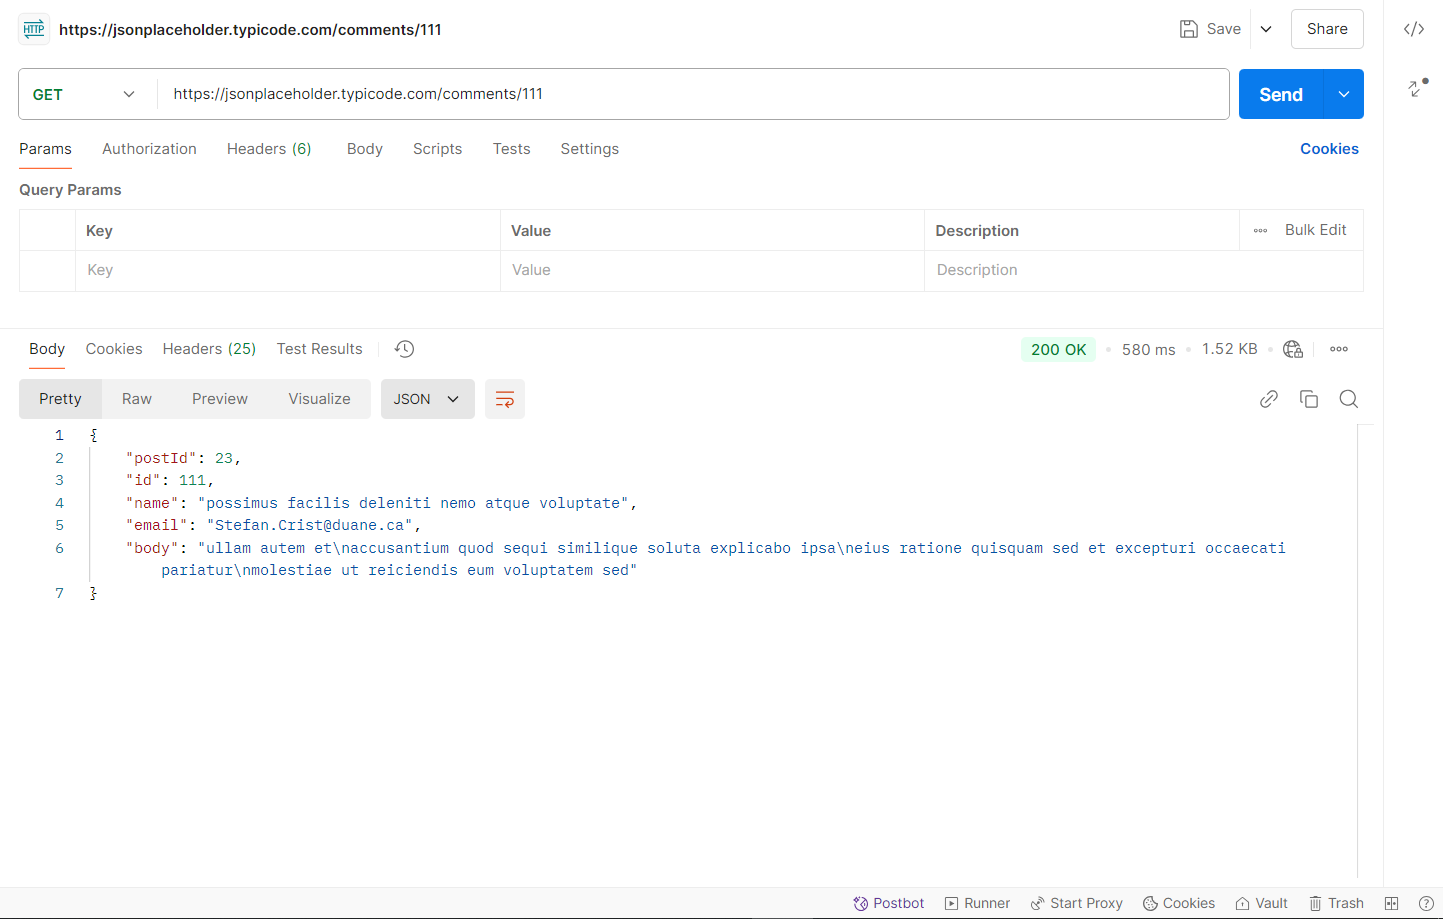 HTTP https://jsonplaceholder.typicode.com/comments/111 Save Share
GET https://jsonplaceholder.typicode.com/comments/111 Send
Params Authorization Headers (6) Body Scripts Tests Settings Cookies
Query Params
Key Value Description Bulk Edit
Key Value Description
Body Cookies Headers (25) Test Results 200 OK 580 ms 1.52 KB
Pretty Raw Preview Visualize JSON
1 {
2 "postId": 23,
3 "id": 111,
4 "name": "possimus facilis deleniti nemo atque voluptate",
5 "email": "Stefan.Crist@duane.ca",
6 "body": "ullam autem et\naccusantium quod sequi similique soluta explicabo ipsa\neius ratione quisquam sed et excepturi occaecati
pariatur\nmolestiae ut reiciendis eum voluptatem sed"
7 }
Postbot Runner Start Proxy Cookies Vault Trash